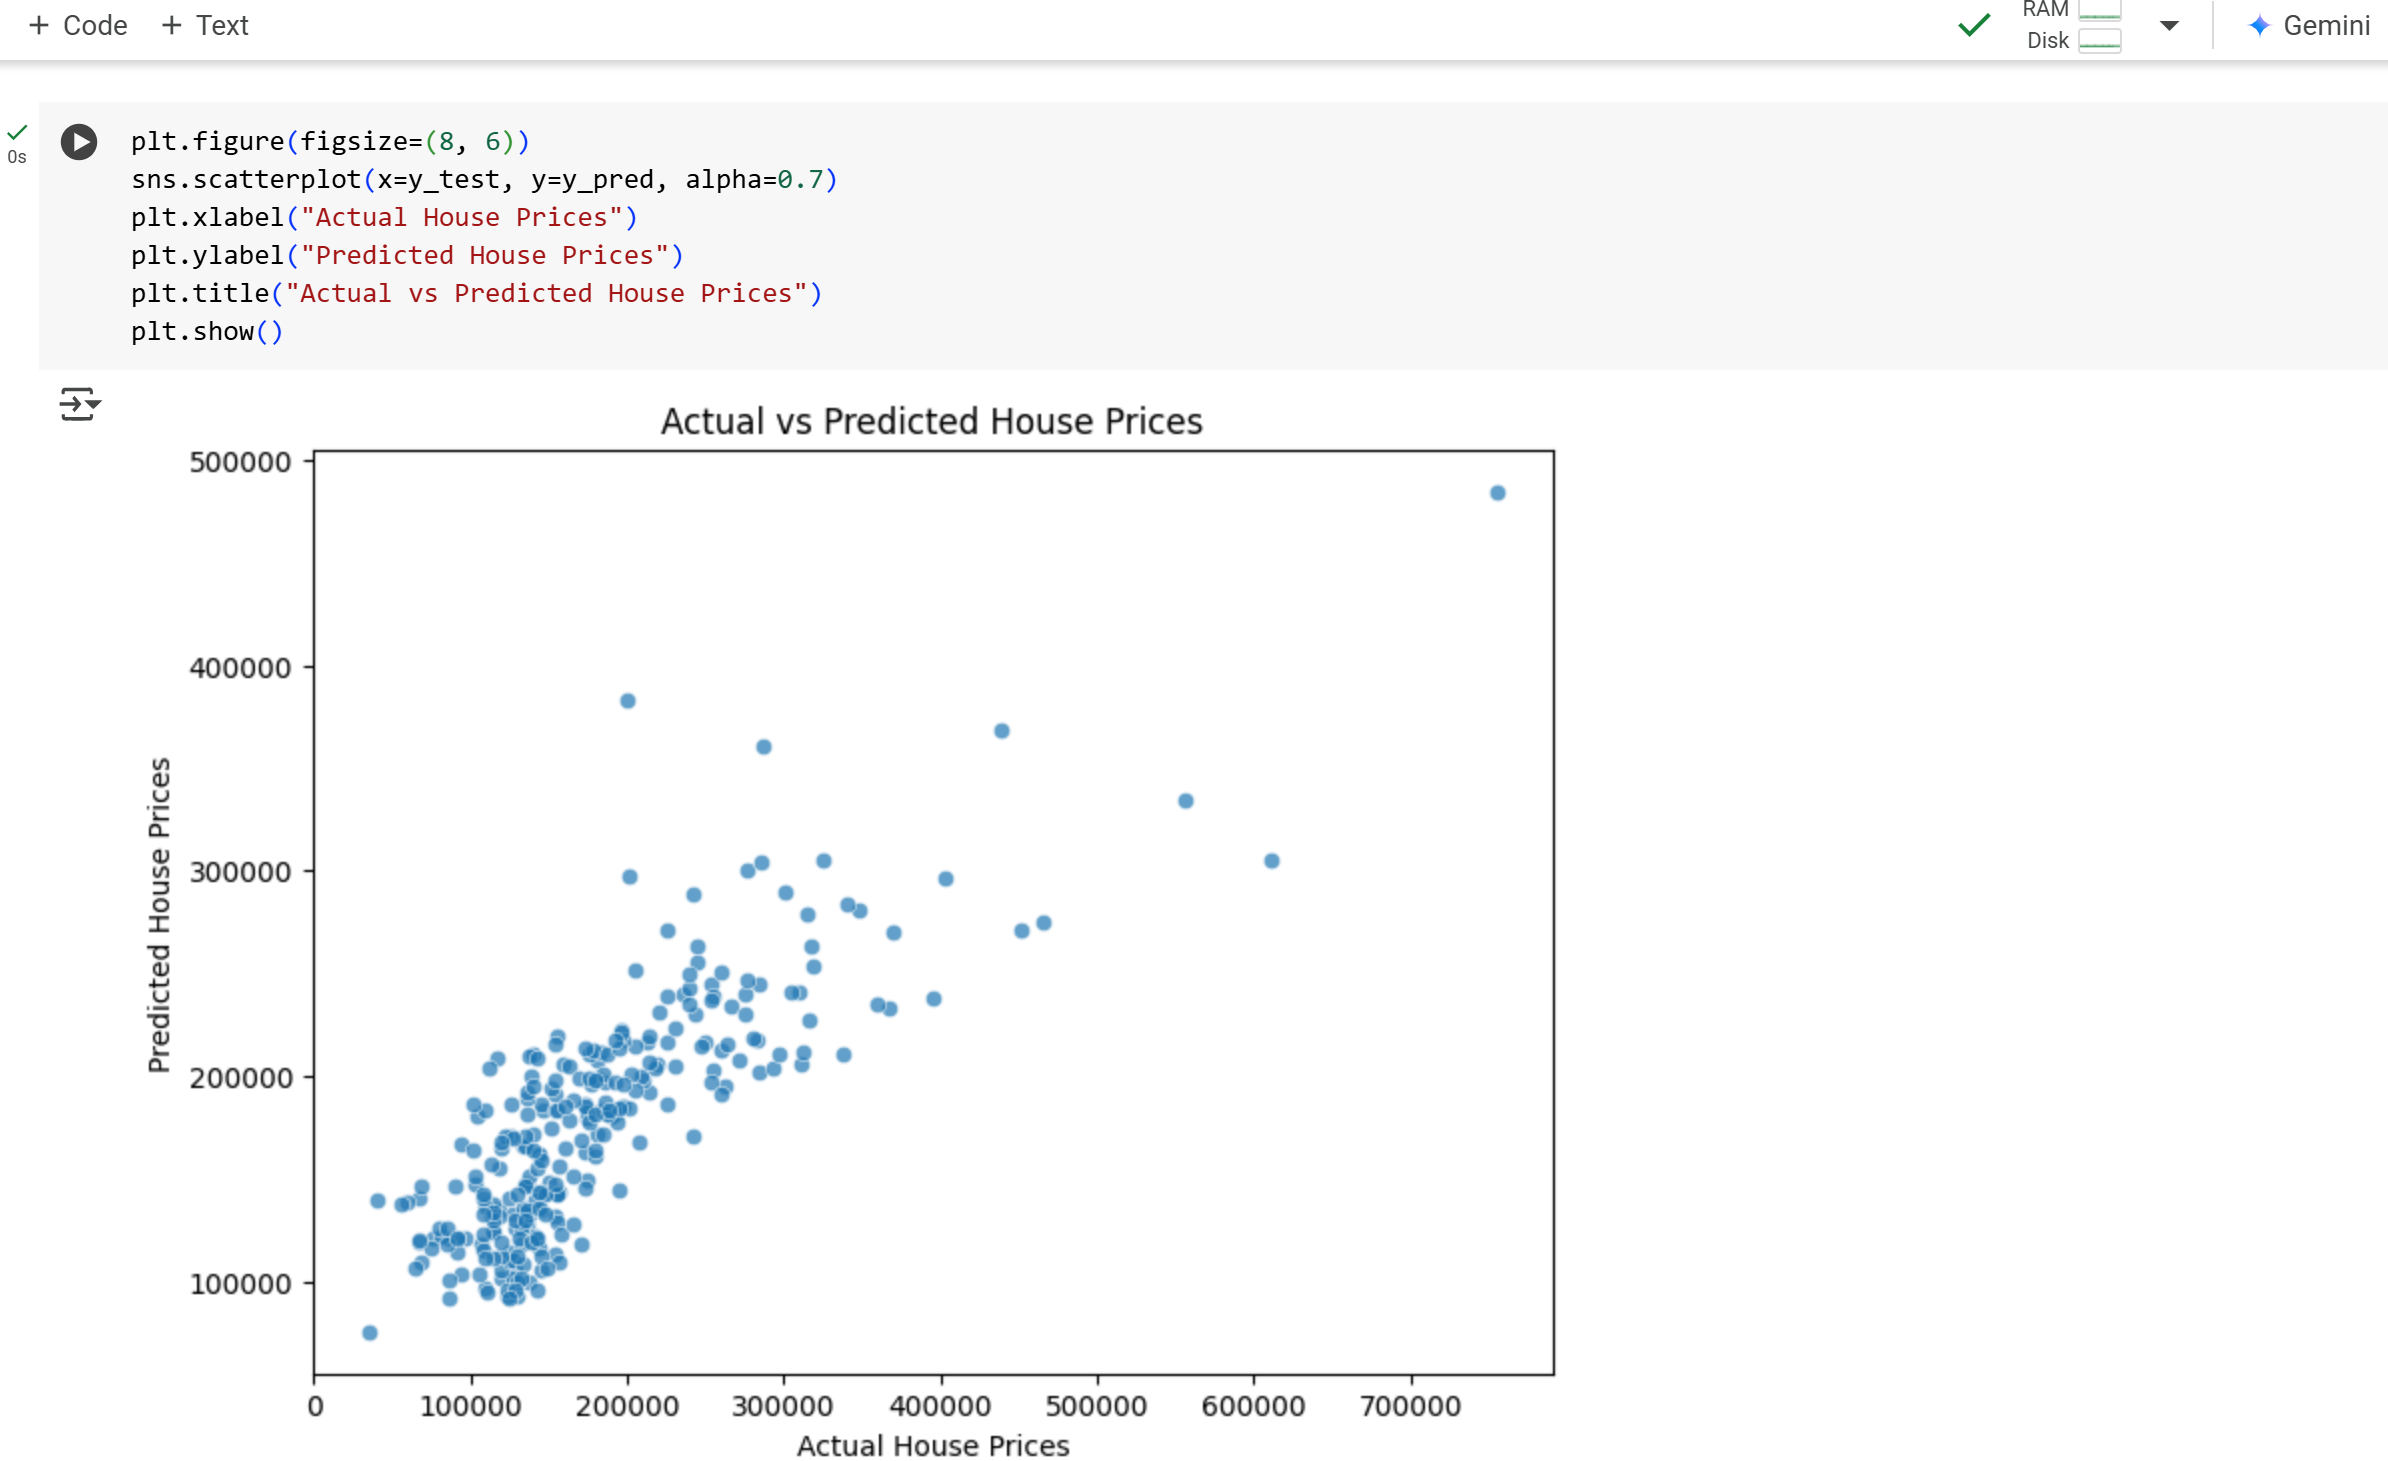 + Code + Text
RAM
Disk
Gemini
0s
plt.figure(figsize=(8, 6))
sns.scatterplot(x=y_test, y=y_pred, alpha=0.7)
plt.xlabel("Actual House Prices")
plt.ylabel("Predicted House Prices")
plt.title("Actual vs Predicted House Prices")
plt.show()
Actual vs Predicted House Prices
500000
400000
300000
200000
100000
Predicted House Prices
0 100000 200000 300000 400000 500000 600000 700000
Actual House Prices